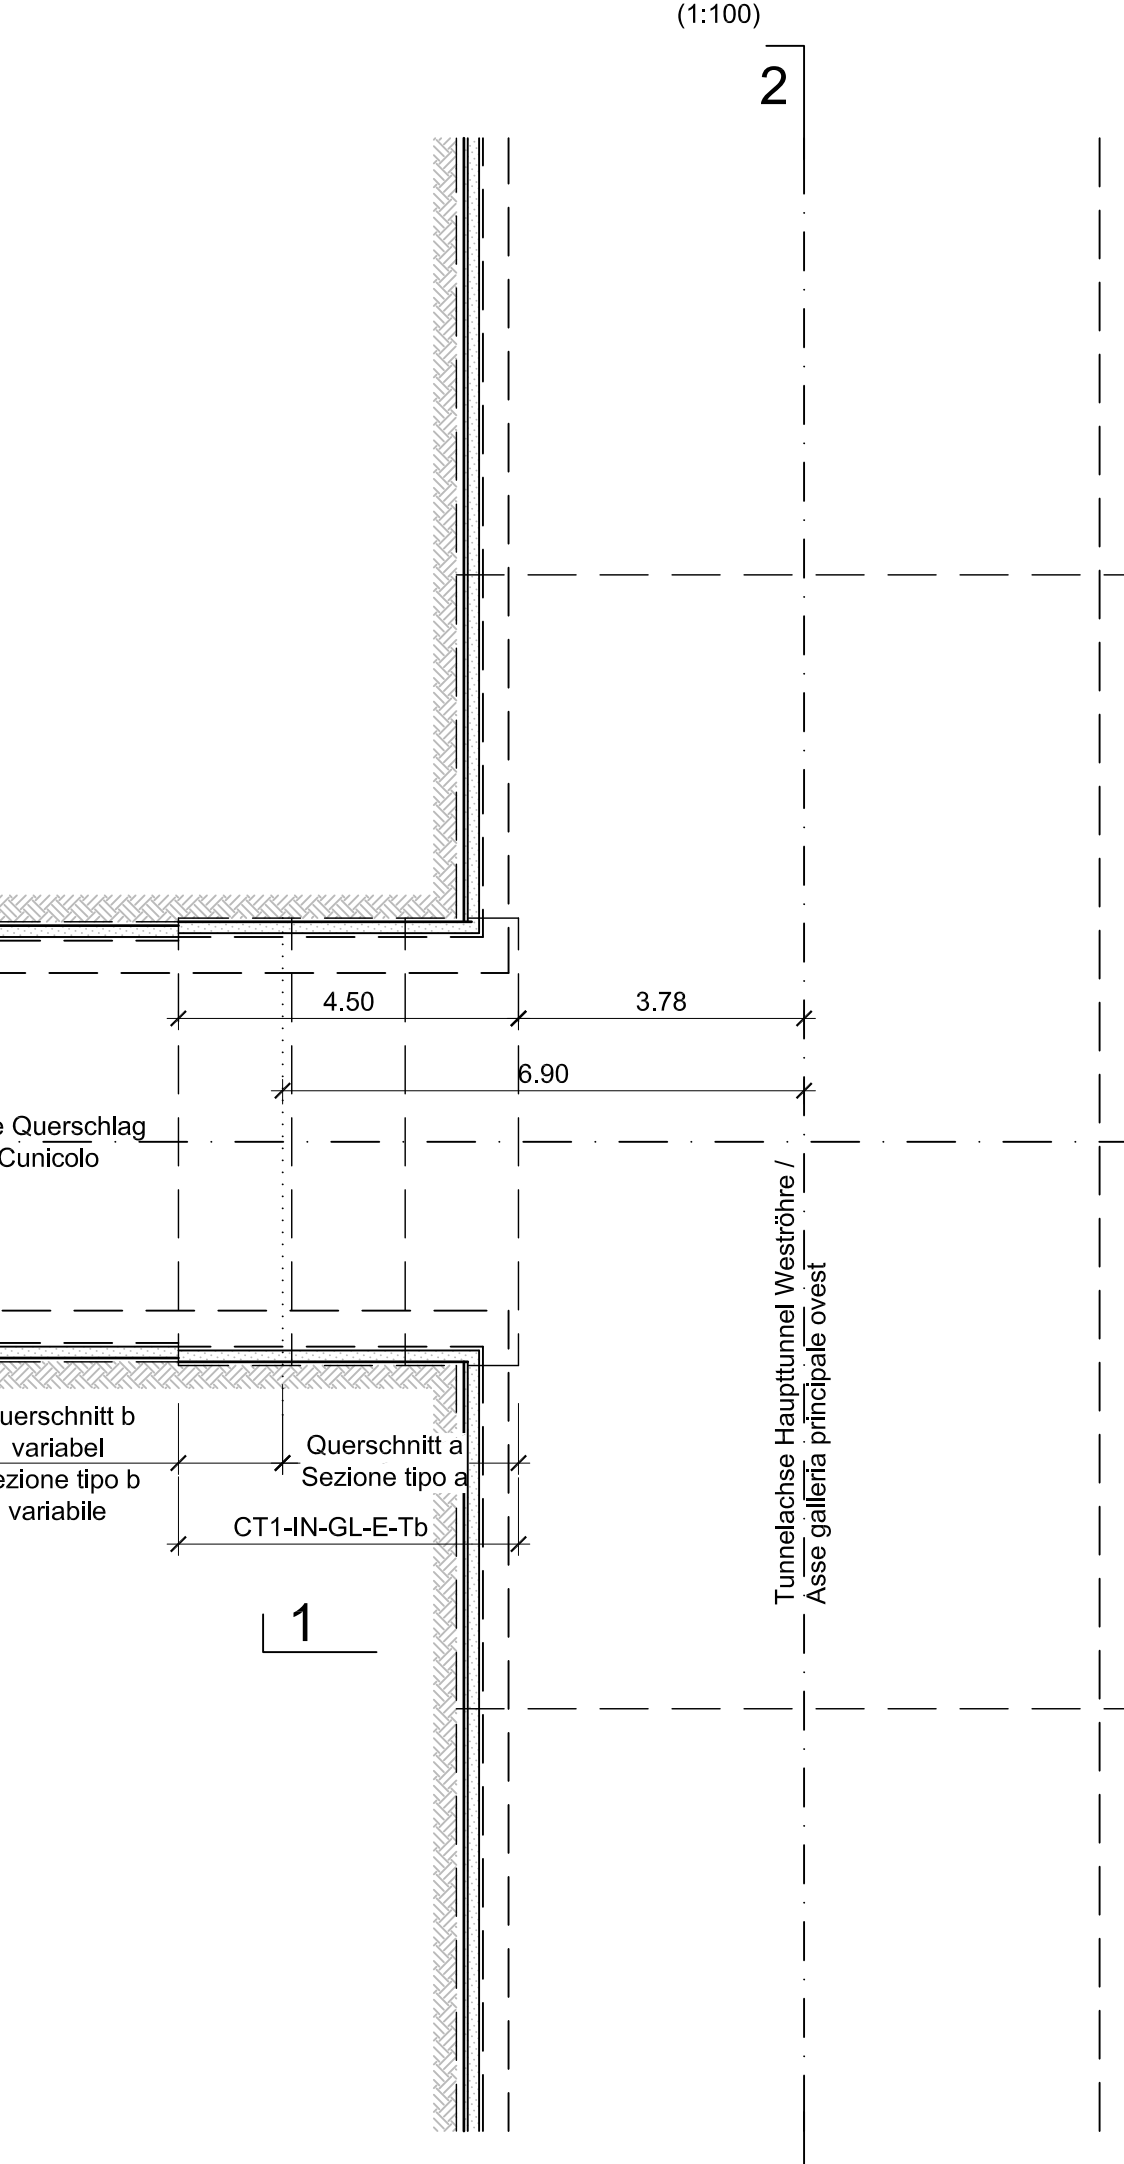 (1:100)
2
4.50
3.78
6.90
Querschlag
Cunicolo
Tunnelachse Haupttunnel Weströhre /
Asse galleria principale ovest
uerschnitt b
variabel
ezione tipo b
variabile
Querschnitt a
Sezione tipo a
CT1-IN-GL-E-Tb
1